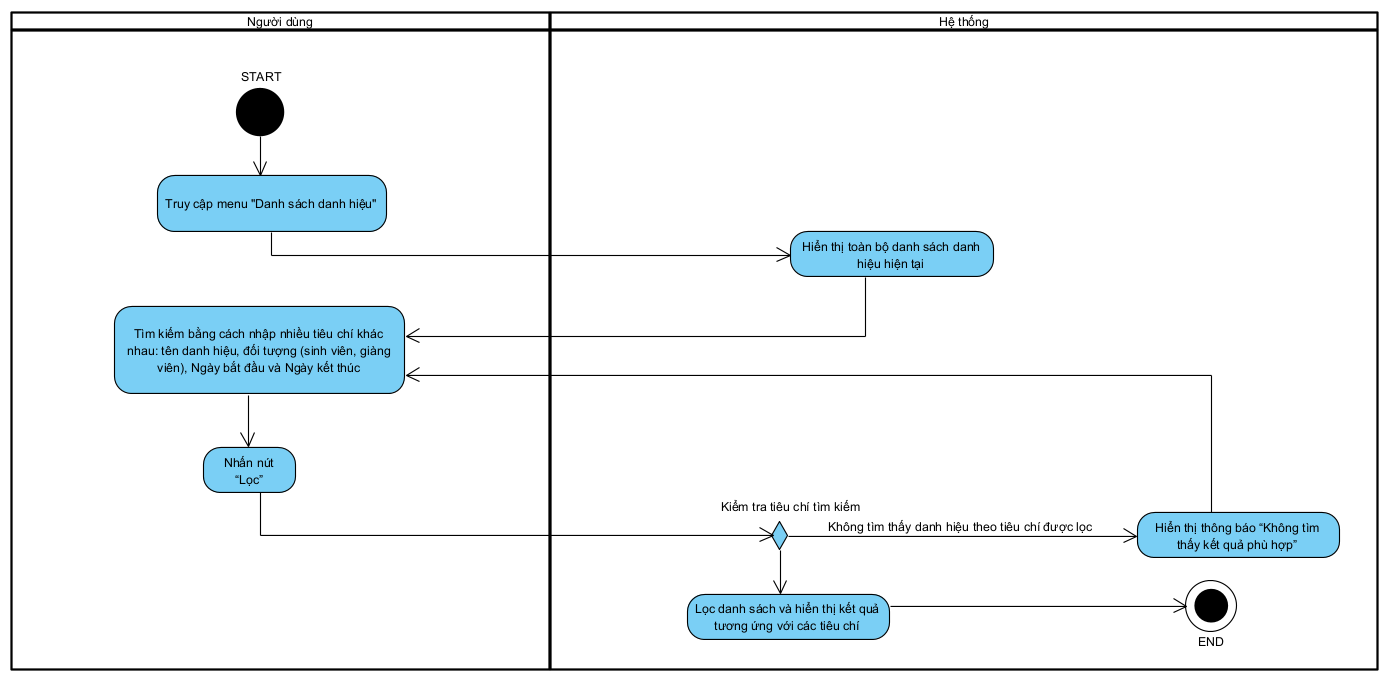 Người dùng
Hệ thống
START
Truy cập menu "Danh sách danh hiệu"
Hiển thị toàn bộ danh sách danh
hiệu hiện tại
Tìm kiếm bằng cách nhập nhiều tiêu chí khác
nhau: tên danh hiệu, đối tượng (sinh viên, giàng
viên), Ngày bắt đầu và Ngày kết thúc
Nhấn nút
“Lọc”
Kiểm tra tiêu chí tìm kiếm
Không tìm thấy danh hiệu theo tiêu chí được lọc
Hiển thị thông báo “Không tìm
thấy kết quả phù hợp”
Lọc danh sách và hiển thị kết quả
tương ứng với các tiêu chí
END